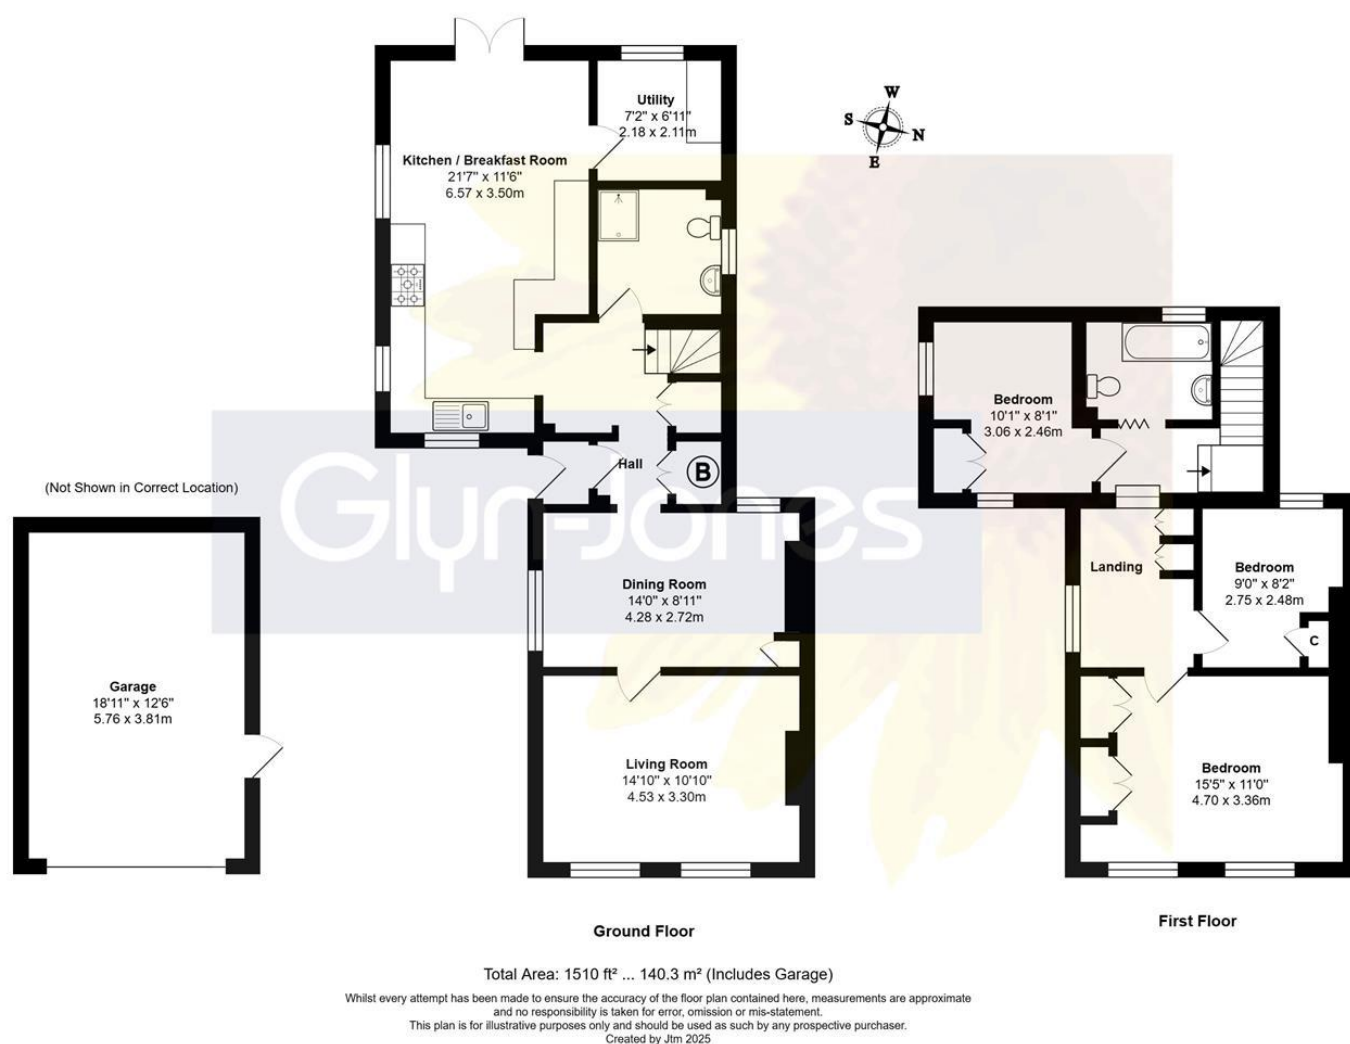 W
S
N
E
Utility
7'2" x 6'11"
2.18 x 2.11m
Kitchen / Breakfast Room
21'7" x 11'6"
6.57 x 3.50m
Bedroom
10'1" x 8'1"
3.06 x 2.46m
Hall
B
(Not Shown in Correct Location)
Glyn-Jones
Landing
Bedroom
9'0" x 8'2"
2.75 x 2.48m
C
Dining Room
14'0" x 8'11"
4.28 x 2.72m
Garage
18'11" x 12'6"
5.76 x 3.81m
Living Room
14'10" x 10'10"
4.53 x 3.30m
Bedroom
15'5" x 11'0"
4.70 x 3.36m
Ground Floor
First Floor
Total Area: 1510 ft² ... 140.3 m² (Includes Garage)
Whilst every attempt has been made to ensure the accuracy of the floor plan contained here, measurements are approximate
and no responsibility is taken for error, omission or mis-statement.
This plan is for illustrative purposes only and should be used as such by any prospective purchaser.
Created by Jtm 2025